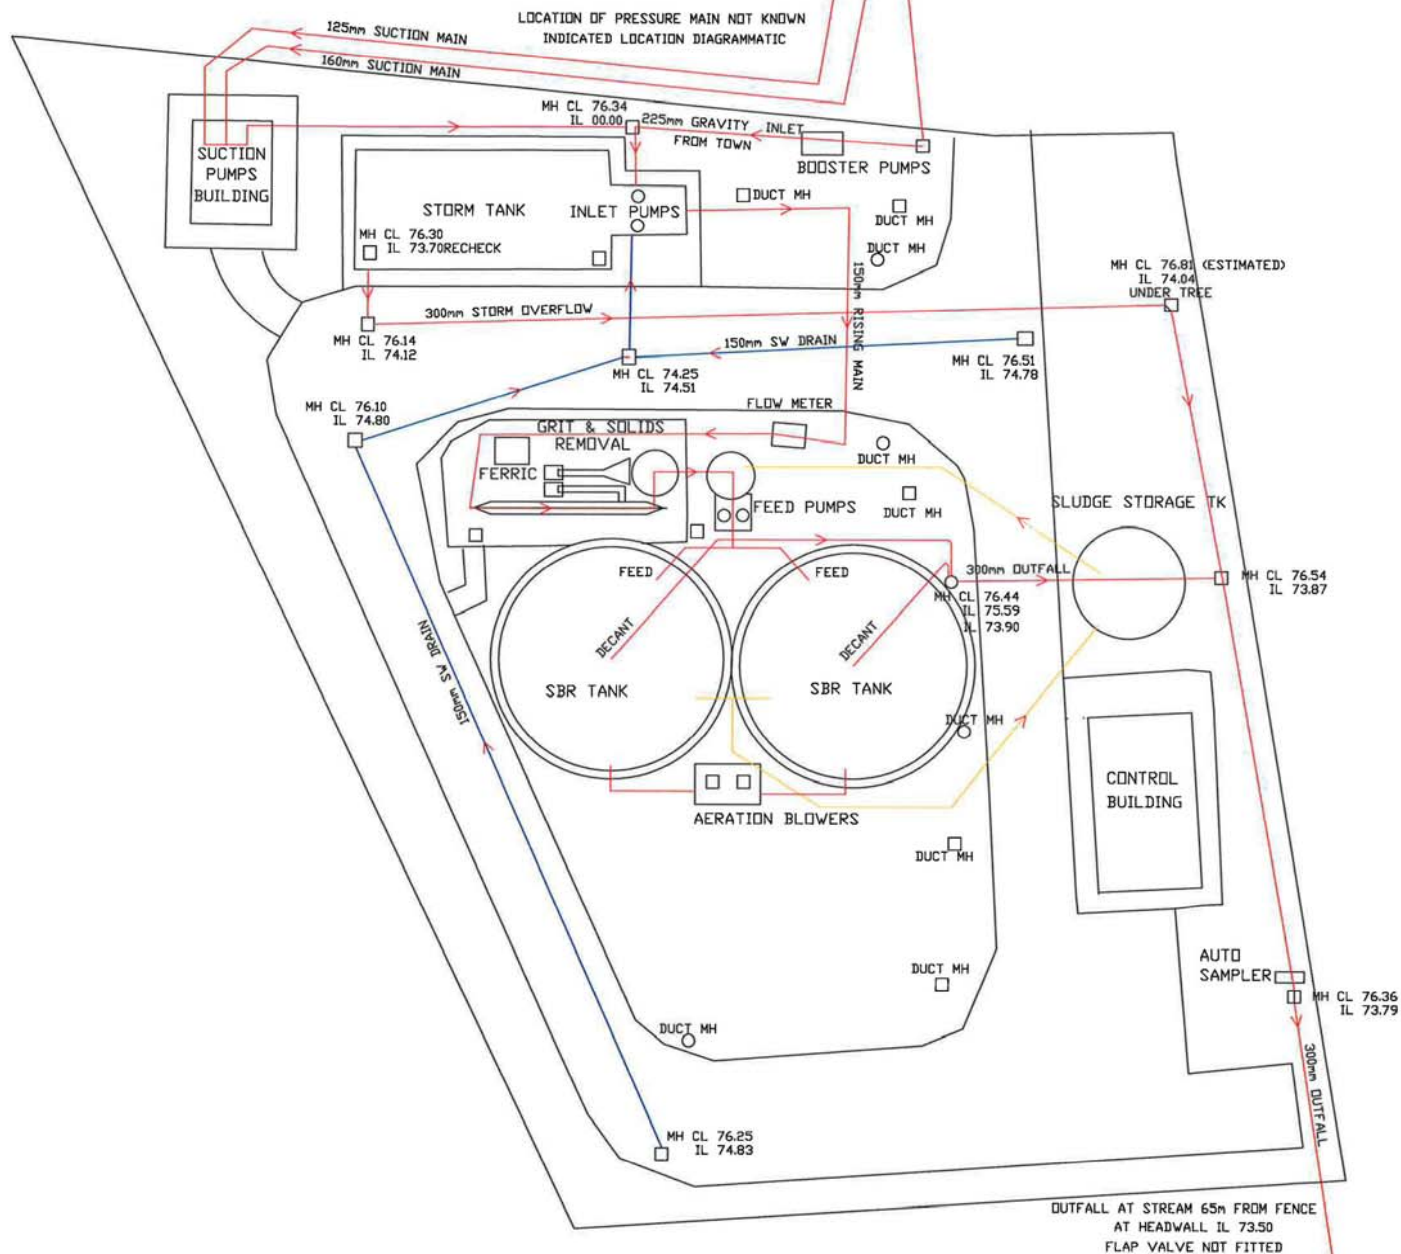 LOCATION OF PRESSURE MAIN NOT KNOWN
INDICATED LOCATION DIAGRAMMATIC
125mm SUCTION MAIN
160mm SUCTION MAIN
MH CL 76.34
IL 00.00
225mm GRAVITY INLET
FROM TOWN
BOOSTER PUMPS
SUCTION
PUMPS
BUILDING
STORM TANK
INLET PUMPS
DUCT MH
DUCT MH
DUCT MH
MH CL 76.30
IL 73.70RECHECK
MH CL 76.81 (ESTIMATED)
IL 74.04
UNDER TREE
150mm RISING MAIN
300mm STORM OVERFLOW
MH CL 76.14
IL 74.12
150mm SW DRAIN
MH CL 76.51
IL 74.78
MH CL 74.25
IL 74.51
MH CL 76.10
IL 74.80
FLOW METER
GRIT & SOLIDS
REMOVAL
FERRIC
DUCT MH
DUCT MH
FEED PUMPS
SLUDGE STORAGE TK
FEED
FEED
300mm OUTFALL
MH CL 76.54
IL 73.87
MH CL 76.44
IL 75.59
IL 73.90
DECANT
DECANT
150mm SW DRAIN
SBR TANK
SBR TANK
DUCT MH
CONTROL
BUILDING
AERATION BLOWERS
DUCT MH
AUTO
SAMPLER
DUCT MH
MH CL 76.36
IL 73.79
DUCT MH
300mm OUTFALL
MH CL 76.25
IL 74.83
OUTFALL AT STREAM 65m FROM FENCE
AT HEADWALL IL 73.50
FLAP VALVE NOT FITTED